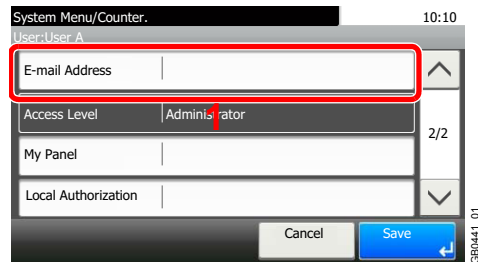 System Menu/Counter. 10:10
User:User A
E-mail Address
Access Level Administrator
1
2/2
My Panel
Local Authorization
Cancel Save
GB0441_01